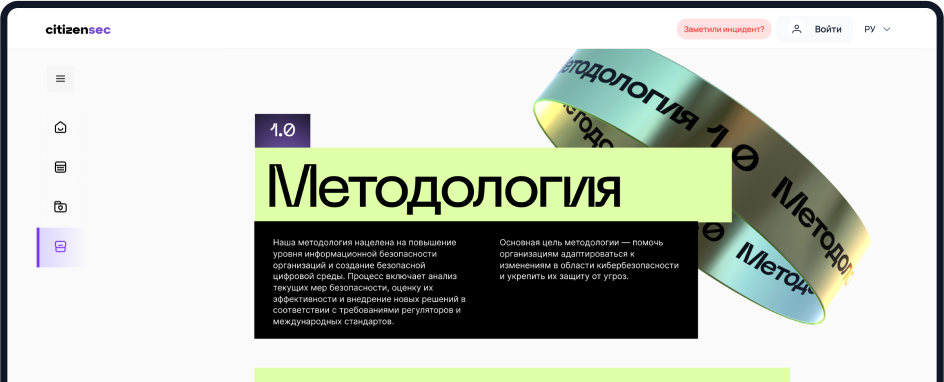 citizensec
Заметили инцидент?
Войти
РУ
Методология 1.0
Методол
1.0
Методология
Наша методология нацелена на повышение
уровня информационной безопасности
организаций и создание безопасной
цифровой среды. Процесс включает анализ
текущих мер безопасности, оценку их
эффективности и внедрение новых решений в
соответствии с требованиями регуляторов и
международных стандартов.
Основная цель методологии — помочь
организациям адаптироваться к
изменениям в области кибербезопасности
и укрепить их защиту от угроз.